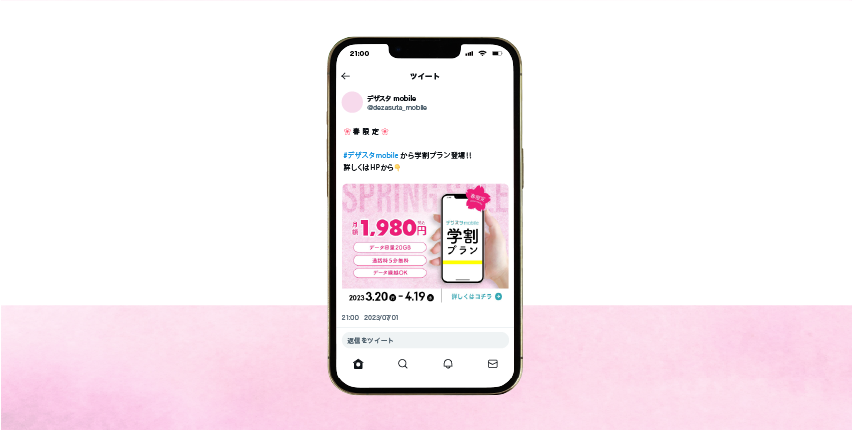 21:00
ツイート
デザスタ mobile
@dezasuta_mobile
🌸春限定🌸
#デザスタmobile から学割プラン登場!!
詳しくはHPから👇
SPRING SALE
春限定
月額1,980円
税込
データ容量20GB
通話時5分無料
データ繰越OK
デザスタmobile
学割
プラン
2023 3.20 - 4.19
詳しくはコチラ
21:00 2023/07/01
返信をツイート